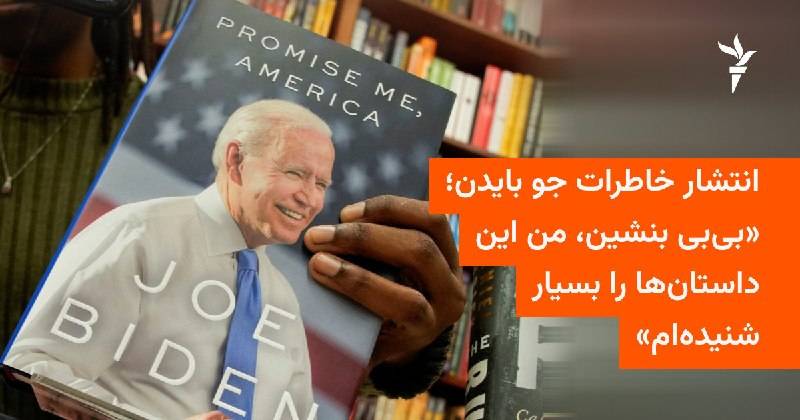 PROMISE ME,
AMERICA
JOE
BIDEN
انتشار خاطرات جو بایدن؛
«بی‌بی بنشین، من این
داستان‌ها را بسیار
شنیده‌ام»
THE